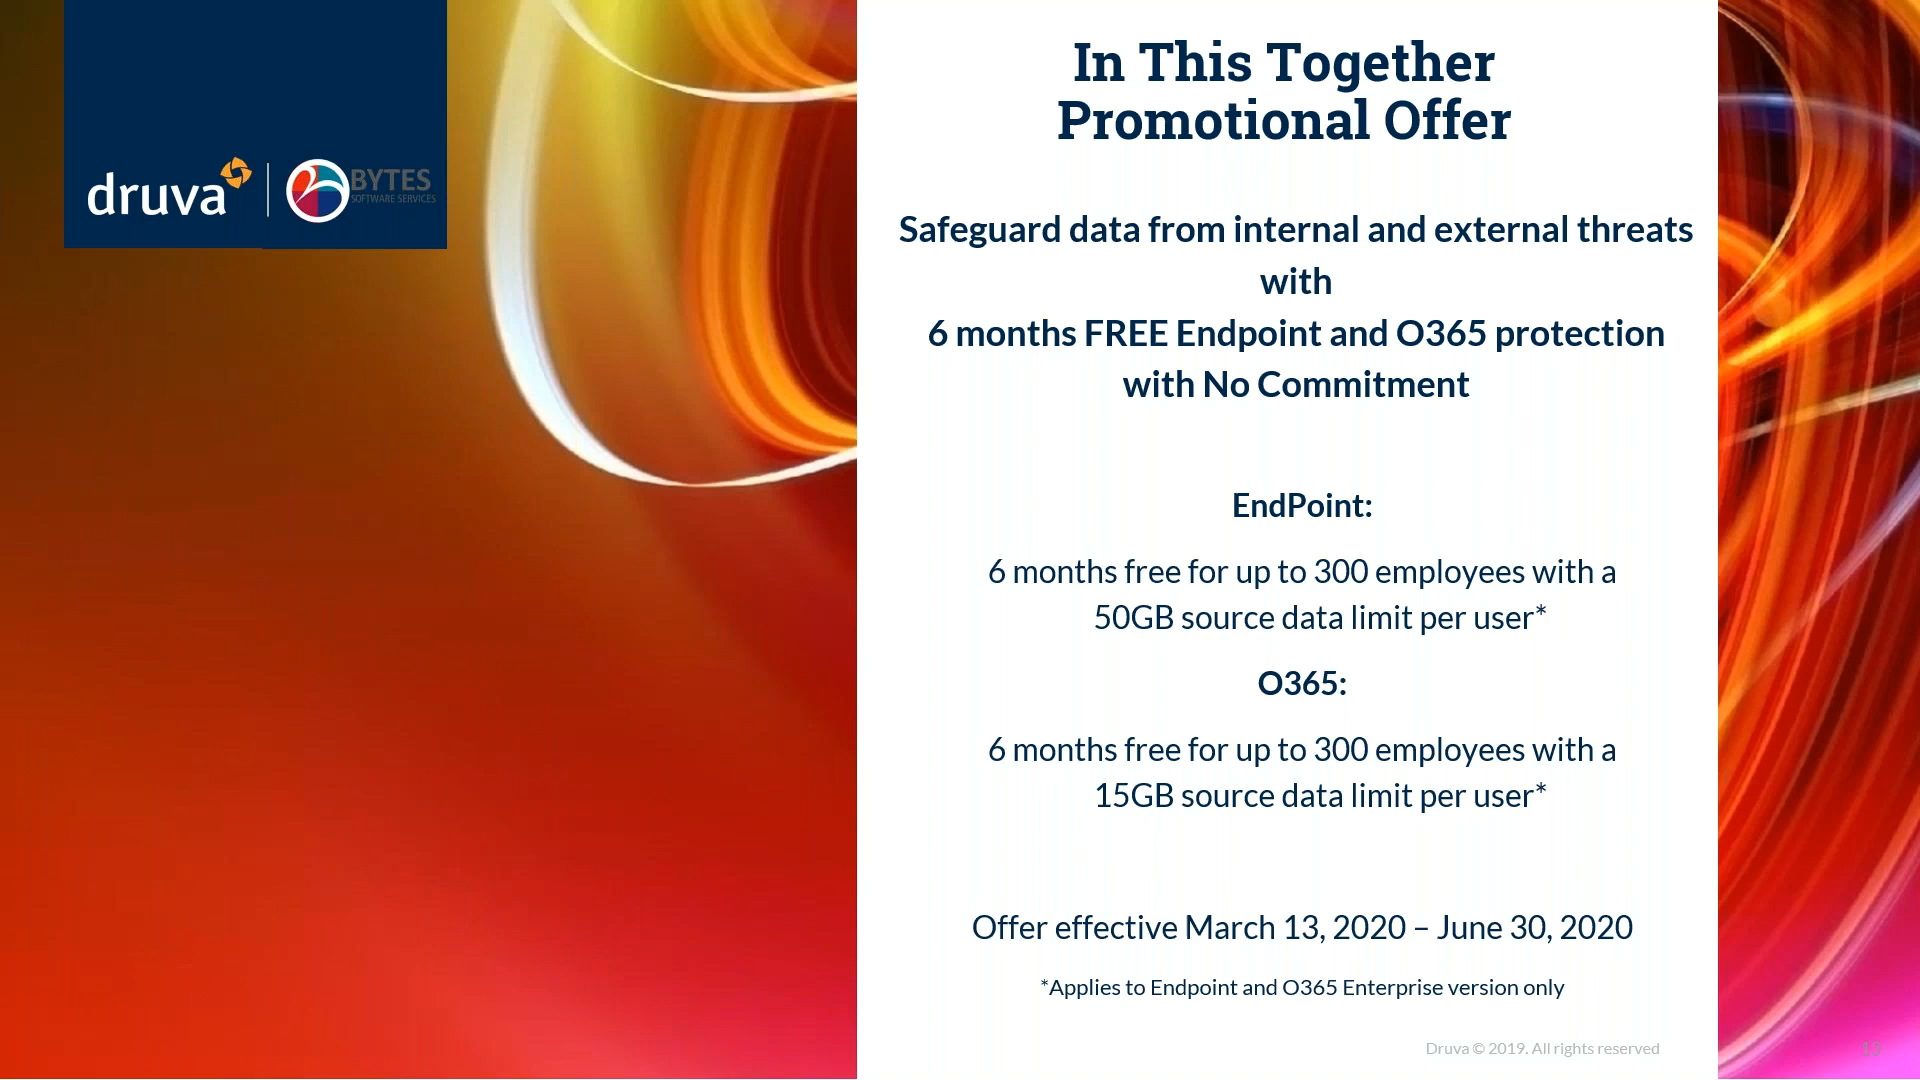 druva
BYTES
SOFTWARE SERVICES
In This Together
Promotional Offer
Safeguard data from internal and external threats
with
6 months FREE Endpoint and O365 protection
with No Commitment
EndPoint:
6 months free for up to 300 employees with a
50GB source data limit per user*
O365:
6 months free for up to 300 employees with a
15GB source data limit per user*
Offer effective March 13, 2020 – June 30, 2020
*Applies to Endpoint and O365 Enterprise version only
Druva © 2019. All rights reserved
13